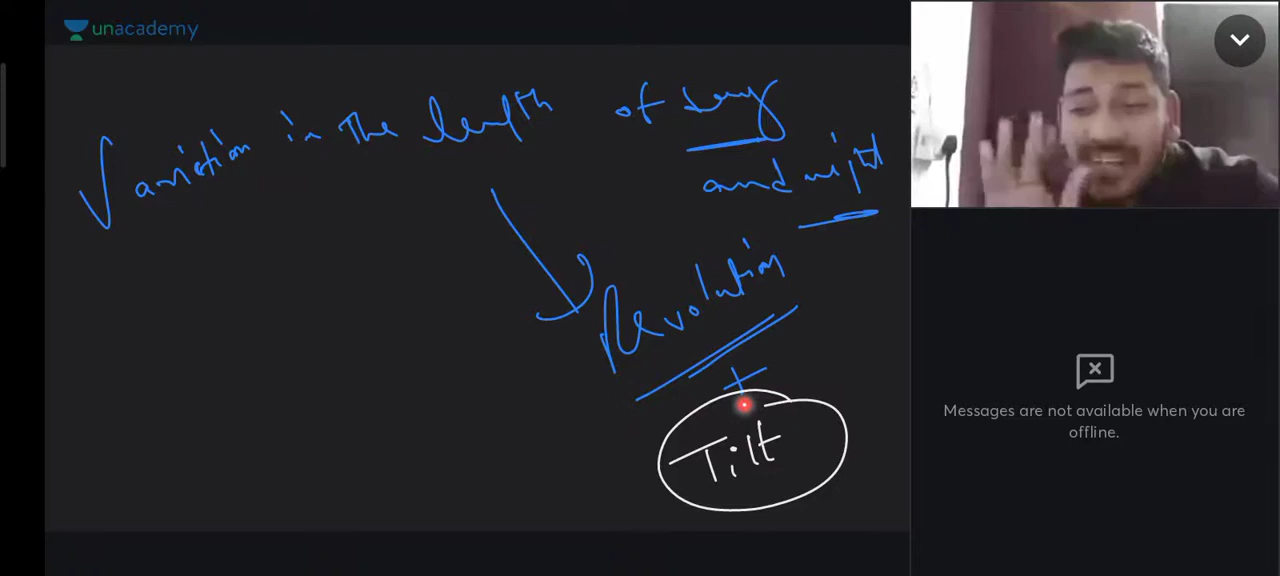 unacademy
Variation in the length of day
and night
Revolution
+
Tilt
Messages are not available when you are
offline.